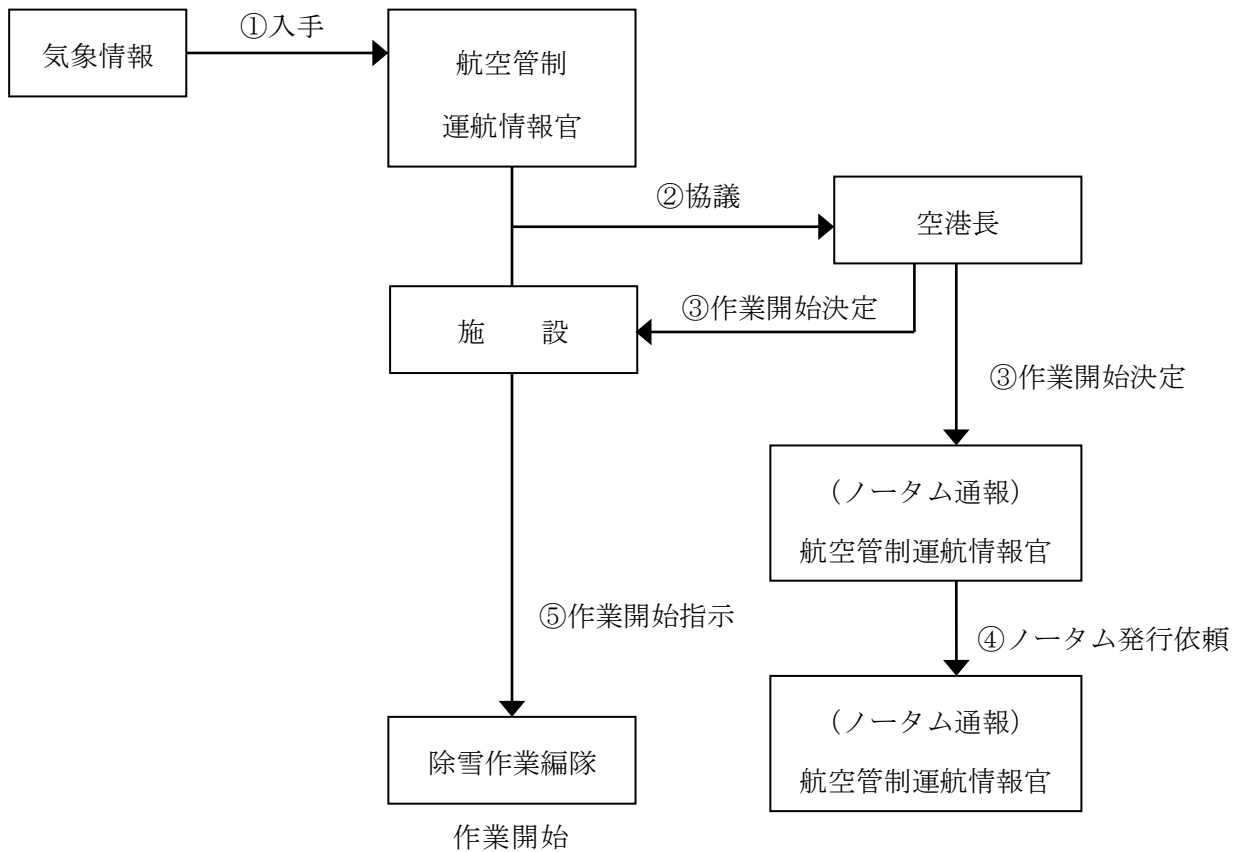 ①入手
気象情報
航空管制
運航情報官
②協議
空港長
③作業開始決定
施　　設
③作業開始決定
（ノータム通報）
航空管制運航情報官
⑤作業開始指示
④ノータム発行依頼
（ノータム通報）
航空管制運航情報官
除雪作業編隊
作業開始